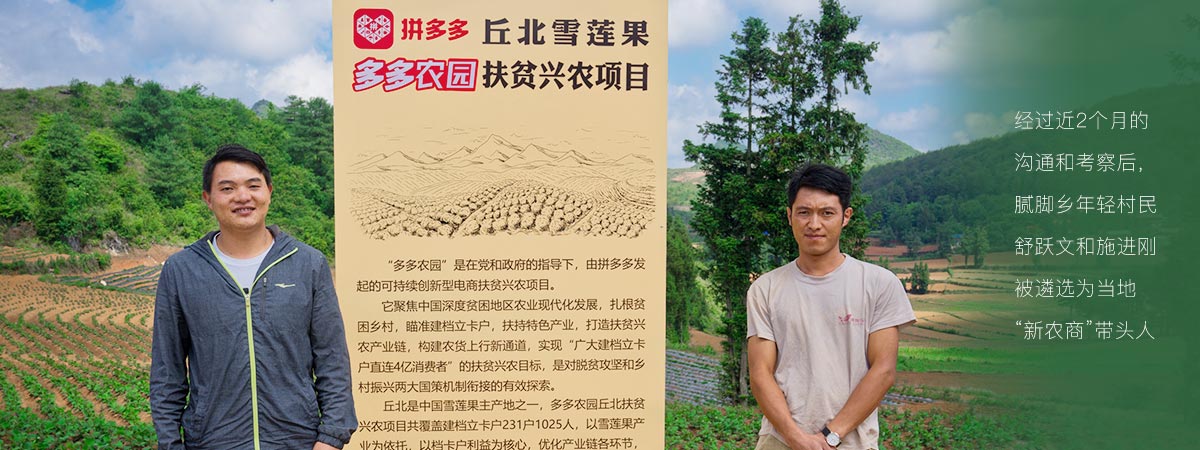 拼多多 丘北雪莲果
多多农园 扶贫兴农项目
“多多农园”是在党和政府的指导下，由拼多多发
起的可持续创新型电商扶贫兴农项目。
它聚焦中国深度贫困地区农业现代化发展，扎根贫
困乡村，瞄准建档立卡户，扶持特色产业，打造扶贫兴
农产业链，构建农货上行新通道，实现“广大建档立卡
户直连4亿消费者”的扶贫兴农目标，是对脱贫攻坚和乡
村振兴两大国策机制衔接的有效探索。
丘北是中国雪莲果主产地之一，多多农园丘北扶贫
兴农项目共覆盖建档立卡户231户1025人，以雪莲果产
业为依托，以档卡户利益为核心，优化产业链各环节，
经过近2个月的
沟通和考察后，
腻脚乡年轻村民
舒跃文和施进刚
被遴选为当地
“新农商”带头人